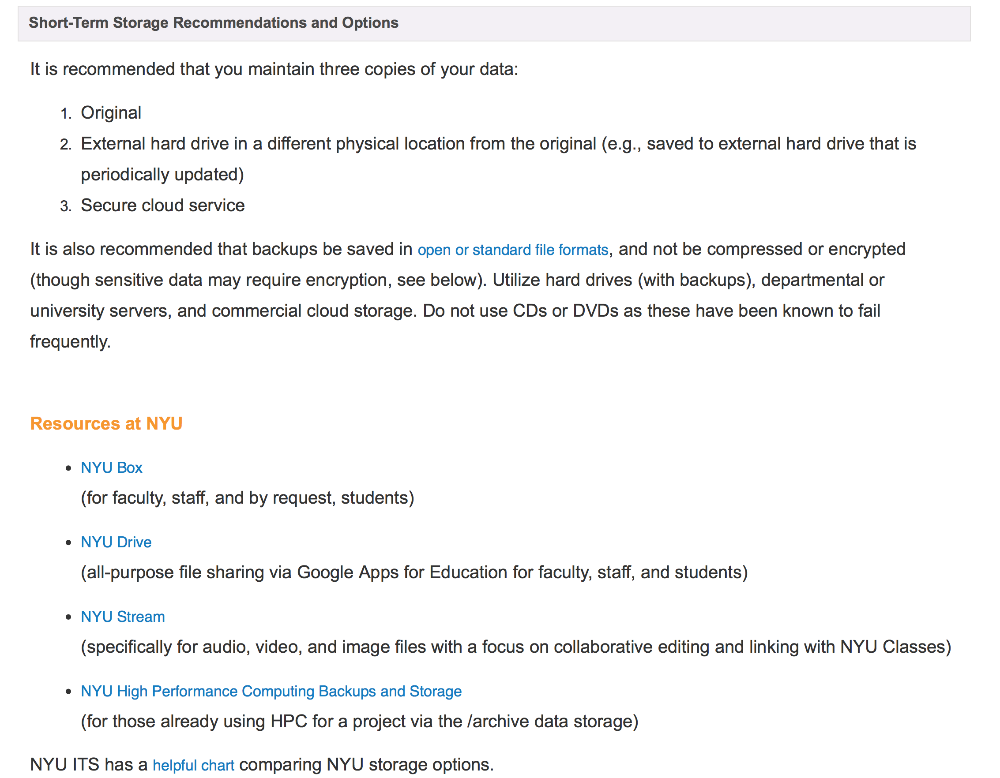 Short-Term Storage Recommendations and Options
It is recommended that you maintain three copies of your data:
1. Original
2. External hard drive in a different physical location from the original (e.g., saved to external hard drive that is
periodically updated)
3. Secure cloud service
It is also recommended that backups be saved in open or standard file formats, and not be compressed or encrypted
(though sensitive data may require encryption, see below). Utilize hard drives (with backups), departmental or
university servers, and commercial cloud storage. Do not use CDs or DVDs as these have been known to fail
frequently.
Resources at NYU
• NYU Box
(for faculty, staff, and by request, students)
• NYU Drive
(all-purpose file sharing via Google Apps for Education for faculty, staff, and students)
• NYU Stream
(specifically for audio, video, and image files with a focus on collaborative editing and linking with NYU Classes)
• NYU High Performance Computing Backups and Storage
(for those already using HPC for a project via the /archive data storage)
NYU ITS has a helpful chart comparing NYU storage options.